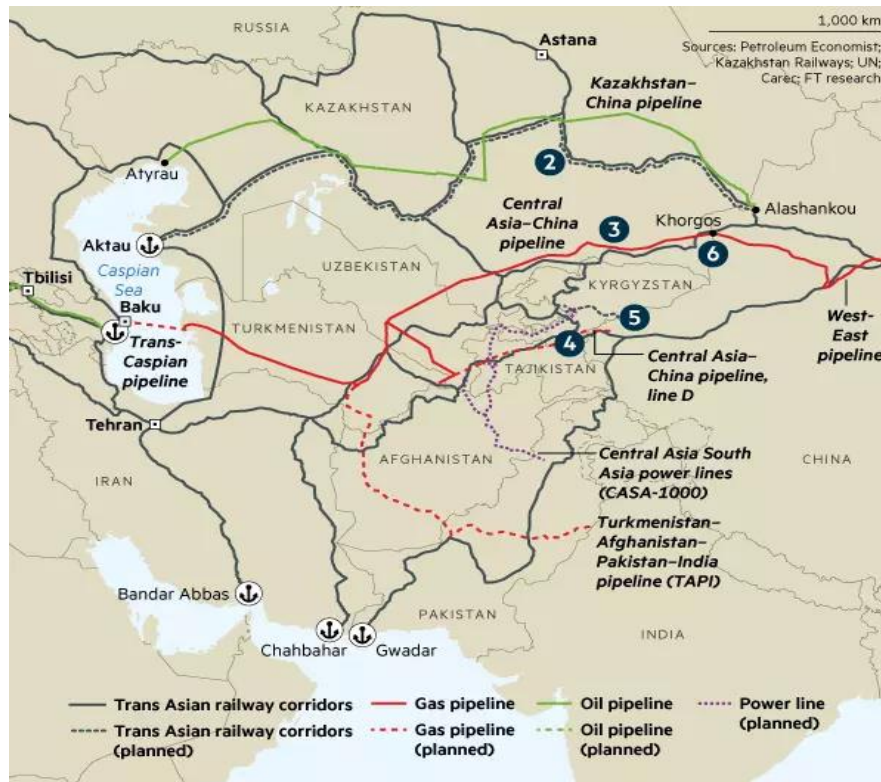 RUSSIA
1,000 km
Sources: Petroleum Economist;
Kazakhstan Railways; UN;
Carec; FT research
Astana
Kazakhstan–
China pipeline
KAZAKHSTAN
Atyrau
2
Central
Asia–China
pipeline
3
Khorgos
Alashankou
Aktau
6
Caspian
Sea
UZBEKISTAN
Tbilisi
KYRGYZSTAN
Baku
TURKMENISTAN
5
West-
East
pipeline
Trans-
Caspian
pipeline
4
TAJIKISTAN
Central Asia–
China pipeline,
line D
Tehran
AFGHANISTAN
Central Asia South
Asia power lines
(CASA-1000)
CHINA
IRAN
Turkmenistan–
Afghanistan–
Pakistan–India
pipeline (TAPI)
Bandar Abbas
PAKISTAN
INDIA
Chahbahar
Gwadar
Trans Asian railway corridors
Gas pipeline
Oil pipeline
Power line
(planned)
Trans Asian railway corridors
(planned)
Gas pipeline
(planned)
Oil pipeline
(planned)